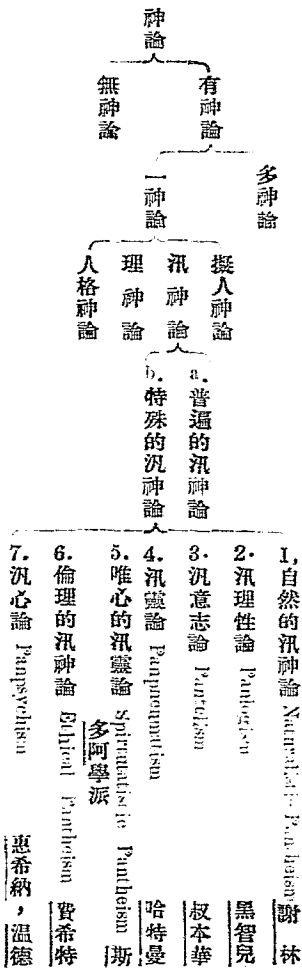 神論
有神論
無神論
多神論
一神論
擬人神論
汎神論
理神論
人格神論
a. 普遍的汎神論
b. 特殊的汎神論
1, 自然的汎神論 Naturalistic Pantheism 謝林
2. 汎理性論 Panlogism 黑智兒
3. 汎意志論 Pantelism 叔本華
4. 汎靈論 Panpneumatism 哈特曼
5. 唯心的汎靈論 Spiritualistic Pantheism 斯
多阿學派
6. 倫理的汎神論 Ethical Pantheism 費希特
7. 汎心論 Panpsychism 惠希納，溫德